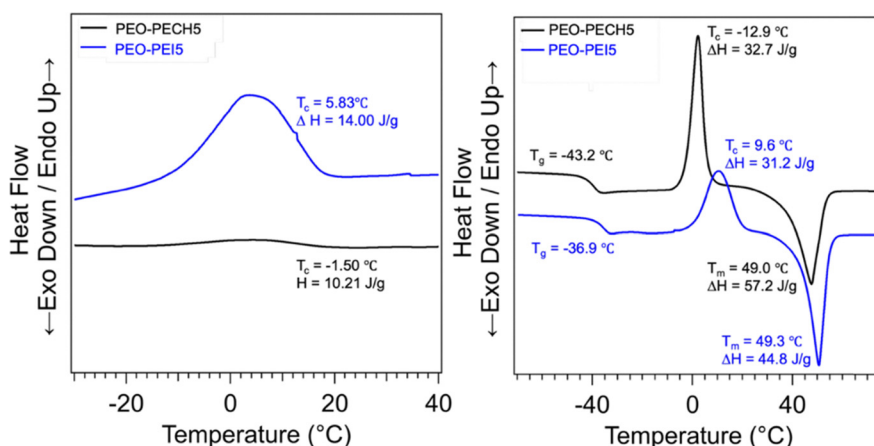 PEO-PECH5
PEO-PEI5
T_c = 5.83℃
Δ H = 14.00 J/g
T_c = -1.50 ℃
H = 10.21 J/g
←Exo Down / Endo Up→
Heat Flow
-20
0
20
40
Temperature (°C)
PEO-PECH5
PEO-PEI5
T_c = -12.9 ℃
ΔH = 32.7 J/g
T_c = 9.6 ℃
ΔH = 31.2 J/g
T_g = -43.2 ℃
T_g = -36.9 ℃
T_m = 49.0 ℃
ΔH = 57.2 J/g
T_m = 49.3 ℃
ΔH = 44.8 J/g
Heat Flow
←Exo Down / Endo Up→
-40
0
40
Temperature (°C)